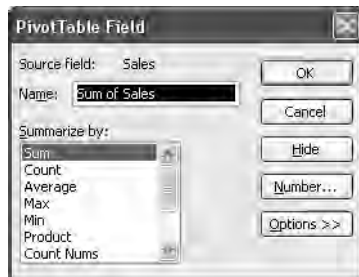 PivotTable Field
Source field: Sales
Name: Sum of Sales
Summarize by:
Sum
Count
Average
Max
Min
Product
Count Nums
OK
Cancel
Hide
Number...
Options >>